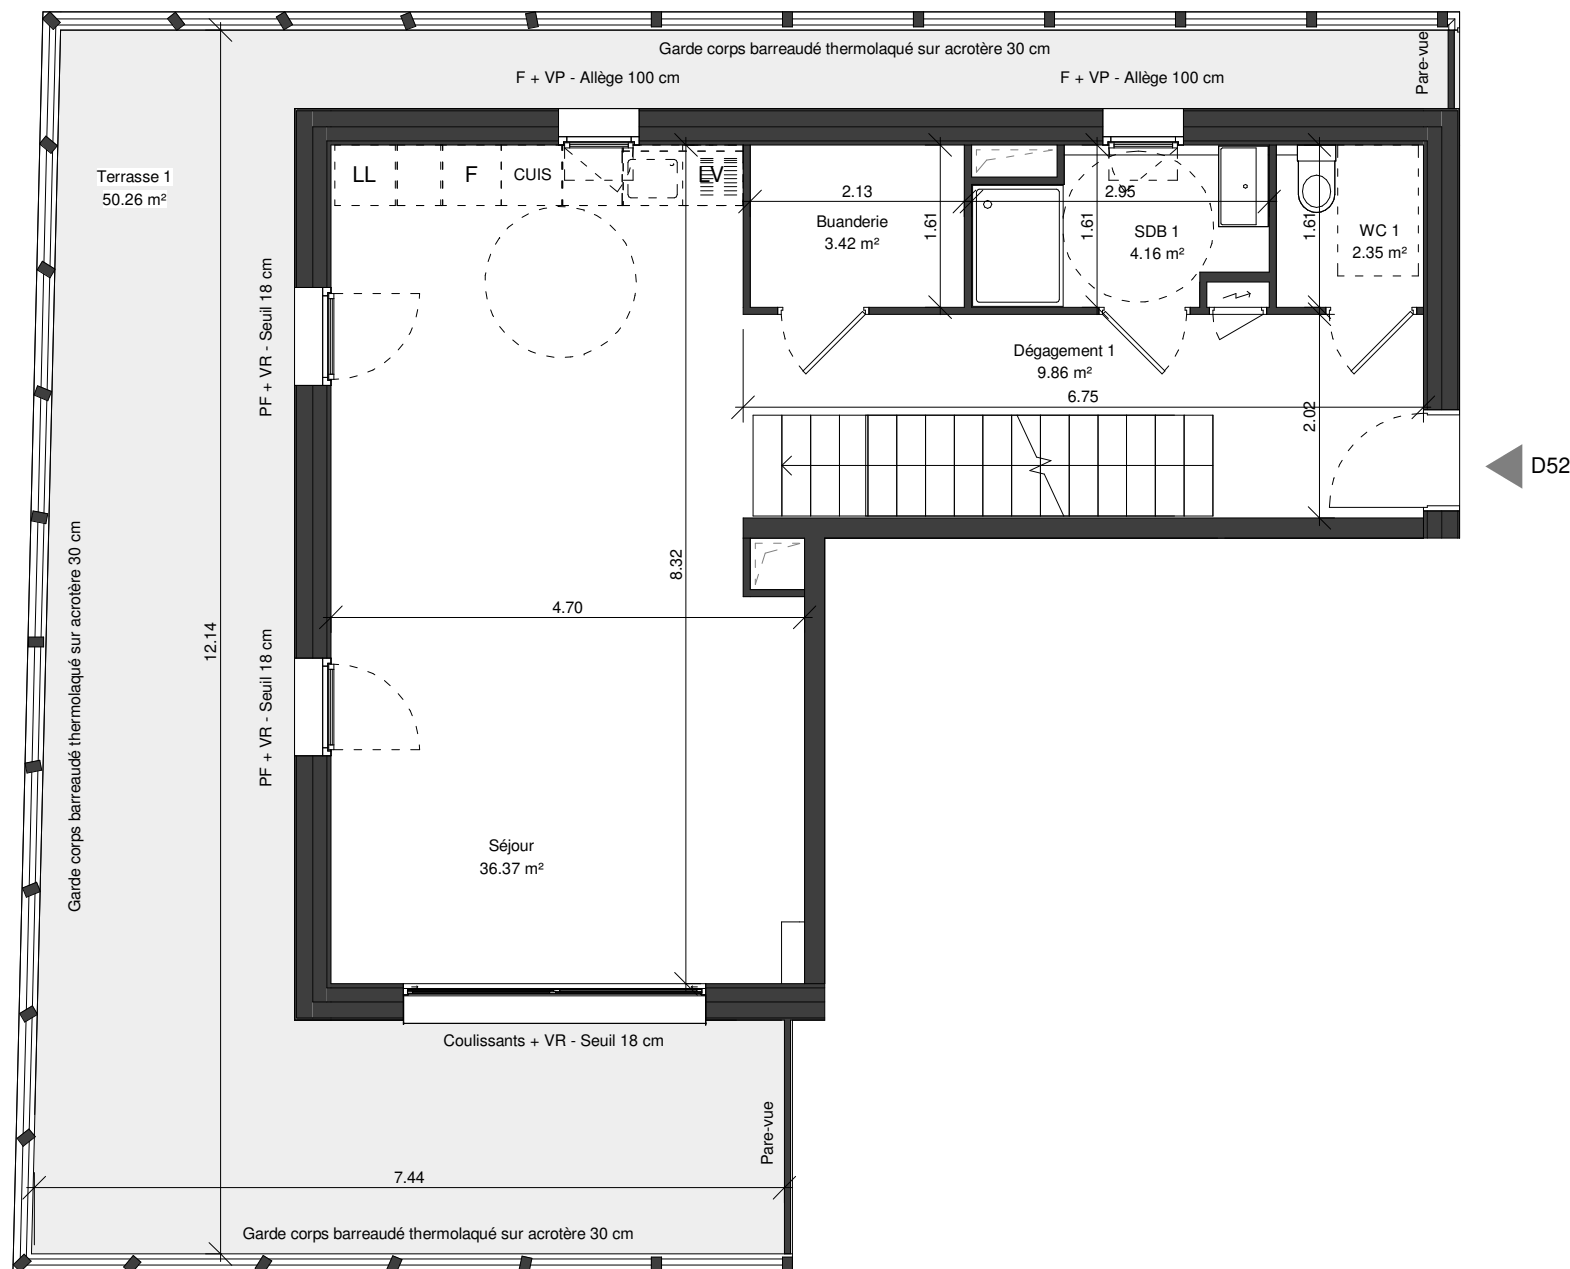 Garde corps barreaudé thermolaqué sur acrotère 30 cm
Pare-vue
F + VP - Allège 100 cm
F + VP - Allège 100 cm
Terrasse 1
50.26 m²
LL
F
CUIS
LV
2.13
2.95
Buanderie
3.42 m²
1.61
1.61
SDB 1
4.16 m²
1.61
WC 1
2.35 m²
PF + VR - Seuil 18 cm
Dégagement 1
9.86 m²
6.75
2.02
D52
8.32
4.70
12.14
Garde corps barreaudé thermolaqué sur acrotère 30 cm
PF + VR - Seuil 18 cm
Séjour
36.37 m²
Coulissants + VR - Seuil 18 cm
Pare-vue
7.44
Garde corps barreaudé thermolaqué sur acrotère 30 cm